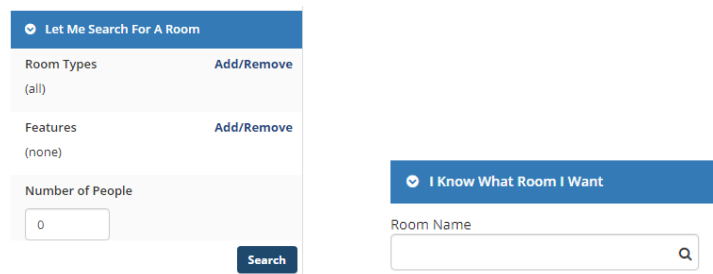 Let Me Search For A Room
Room Types Add/Remove
(all)
Features Add/Remove
(none)
Number of People
0
Search
I Know What Room I Want
Room Name